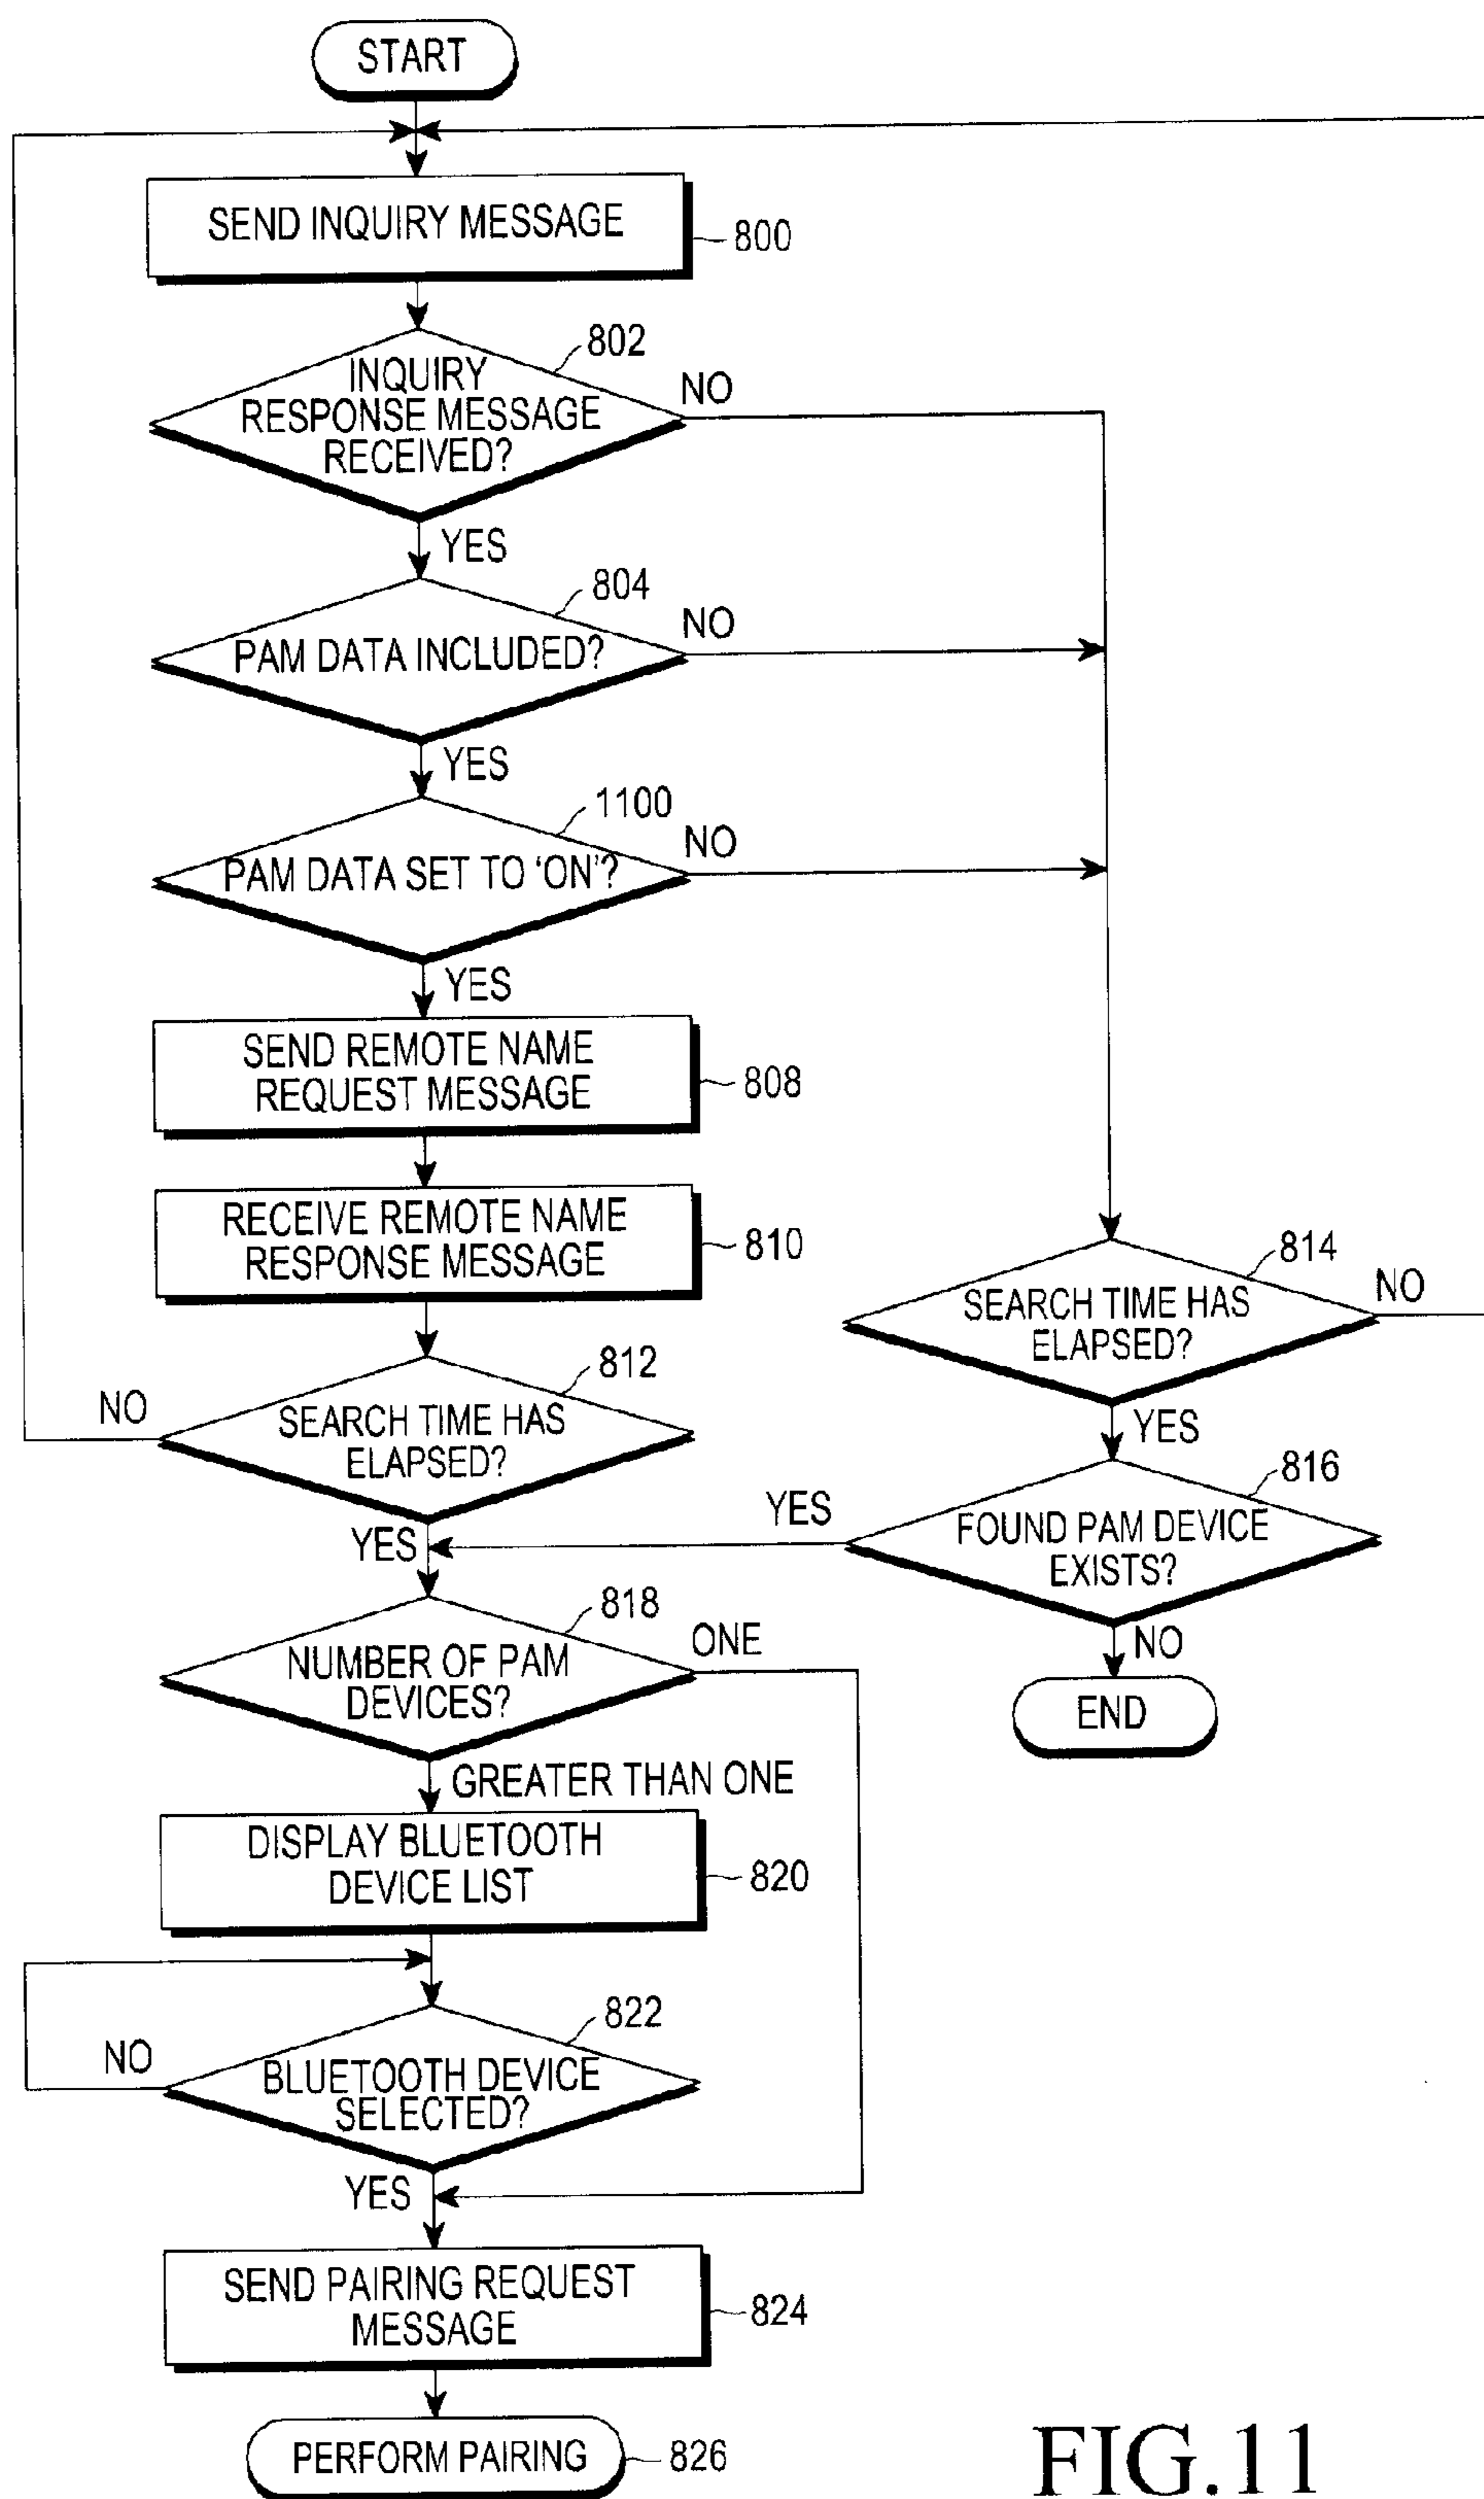 START
SEND INQUIRY MESSAGE
800
802
INQUIRY
RESPONSE MESSAGE
RECEIVED?
NO
YES
804
PAM DATA INCLUDED?
NO
YES
1100
PAM DATA SET TO ‘ON’?
NO
YES
SEND REMOTE NAME
REQUEST MESSAGE
808
RECEIVE REMOTE NAME
RESPONSE MESSAGE
810
812
SEARCH TIME HAS
ELAPSED?
NO
YES
814
SEARCH TIME HAS
ELAPSED?
NO
YES
816
FOUND PAM DEVICE
EXISTS?
YES
NO
END
818
NUMBER OF PAM
DEVICES?
ONE
GREATER THAN ONE
DISPLAY BLUETOOTH
DEVICE LIST
820
822
BLUETOOTH DEVICE
SELECTED?
NO
YES
SEND PAIRING REQUEST
MESSAGE
824
PERFORM PAIRING
826
FIG.11